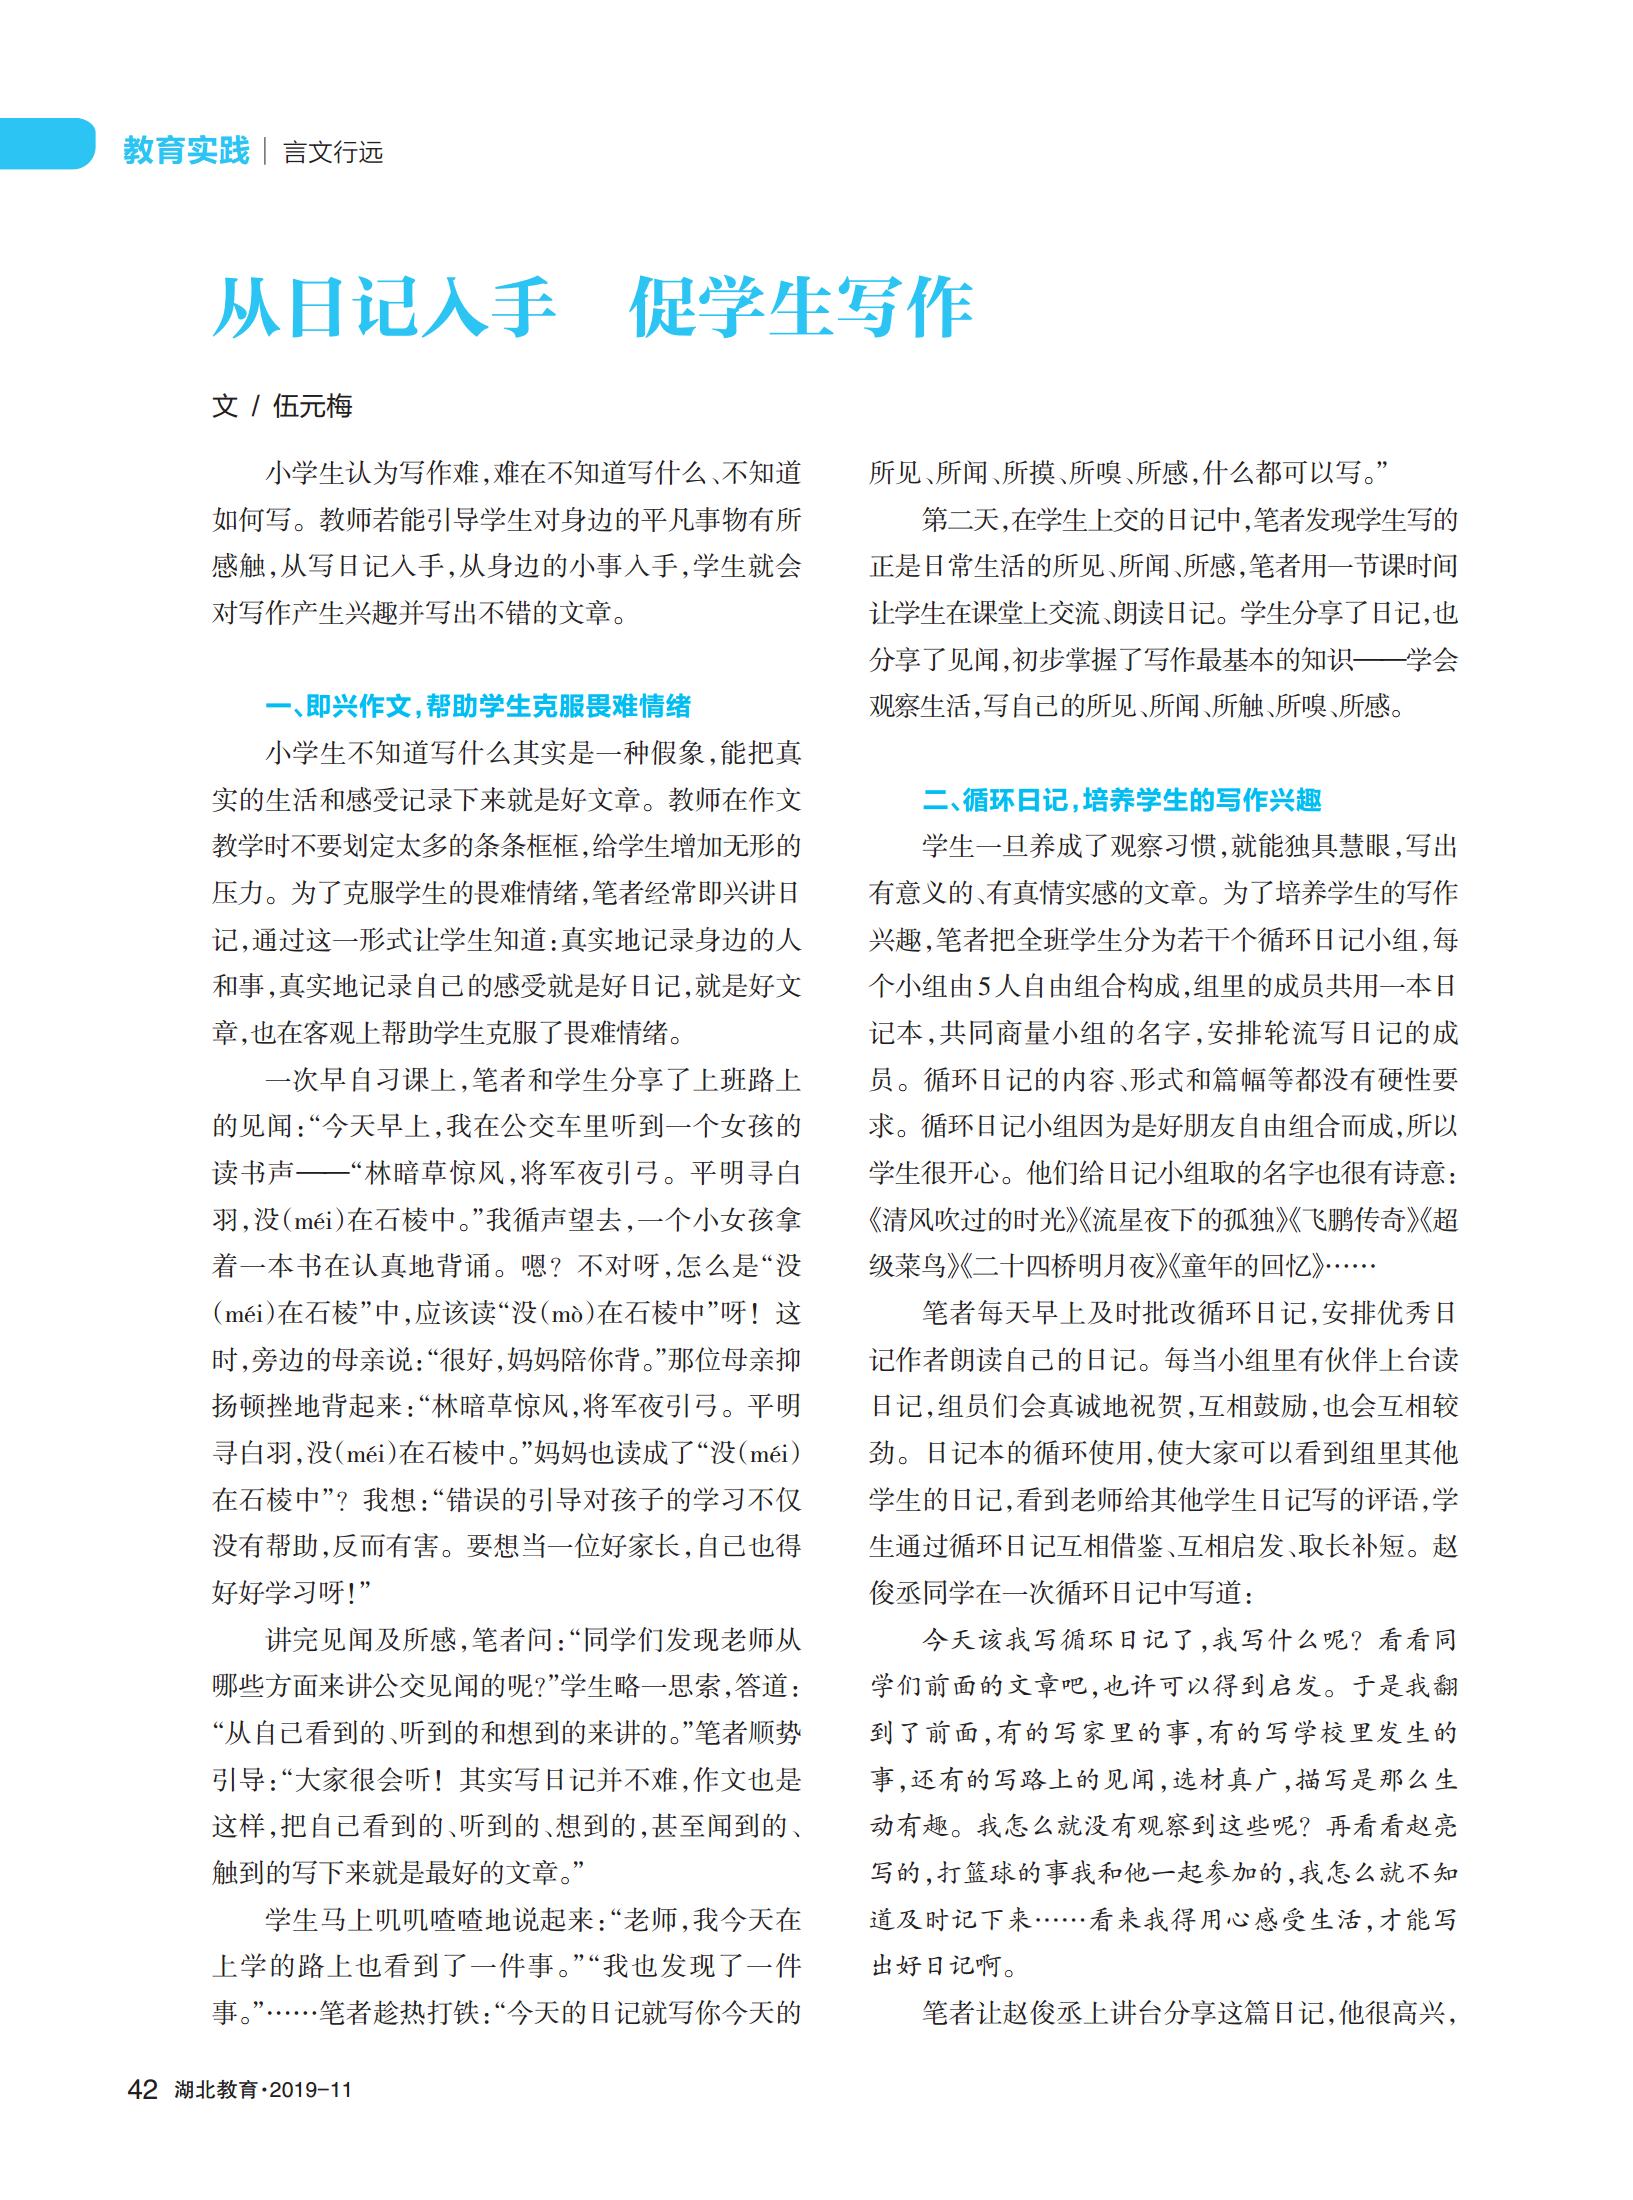 教育实践｜言文行远
从日记入手　促学生写作
文 / 伍元梅
小学生认为写作难,难在不知道写什么、不知道
如何写。教师若能引导学生对身边的平凡事物有所
感触,从写日记入手,从身边的小事入手,学生就会
对写作产生兴趣并写出不错的文章。
一、即兴作文,帮助学生克服畏难情绪
小学生不知道写什么其实是一种假象,能把真
实的生活和感受记录下来就是好文章。教师在作文
教学时不要划定太多的条条框框,给学生增加无形的
压力。为了克服学生的畏难情绪,笔者经常即兴讲日
记,通过这一形式让学生知道:真实地记录身边的人
和事,真实地记录自己的感受就是好日记,就是好文
章,也在客观上帮助学生克服了畏难情绪。
一次早自习课上,笔者和学生分享了上班路上
的见闻:“今天早上,我在公交车里听到一个女孩的
读书声——“林暗草惊风,将军夜引弓。平明寻白
羽,没(méi)在石棱中。”我循声望去,一个小女孩拿
着一本书在认真地背诵。嗯？不对呀,怎么是“没
(méi)在石棱”中,应该读“没(mò)在石棱中”呀！这
时,旁边的母亲说:“很好,妈妈陪你背。”那位母亲抑
扬顿挫地背起来:“林暗草惊风,将军夜引弓。平明
寻白羽,没(méi)在石棱中。”妈妈也读成了“没(méi)
在石棱中”？我想:“错误的引导对孩子的学习不仅
没有帮助,反而有害。要想当一位好家长,自己也得
好好学习呀！”
讲完见闻及所感,笔者问:“同学们发现老师从
哪些方面来讲公交见闻的呢？”学生略一思索,答道:
“从自己看到的、听到的和想到的来讲的。”笔者顺势
引导:“大家很会听！其实写日记并不难,作文也是
这样,把自己看到的、听到的、想到的,甚至闻到的、
触到的写下来就是最好的文章。”
学生马上叽叽喳喳地说起来:“老师,我今天在
上学的路上也看到了一件事。”“我也发现了一件
事。”……笔者趁热打铁:“今天的日记就写你今天的
所见、所闻、所摸、所嗅、所感,什么都可以写。”
第二天,在学生上交的日记中,笔者发现学生写的
正是日常生活的所见、所闻、所感,笔者用一节课时间
让学生在课堂上交流、朗读日记。学生分享了日记,也
分享了见闻,初步掌握了写作最基本的知识——学会
观察生活,写自己的所见、所闻、所触、所嗅、所感。
二、循环日记,培养学生的写作兴趣
学生一旦养成了观察习惯,就能独具慧眼,写出
有意义的、有真情实感的文章。为了培养学生的写作
兴趣,笔者把全班学生分为若干个循环日记小组,每
个小组由5人自由组合构成,组里的成员共用一本日
记本,共同商量小组的名字,安排轮流写日记的成
员。循环日记的内容、形式和篇幅等都没有硬性要
求。循环日记小组因为是好朋友自由组合而成,所以
学生很开心。他们给日记小组取的名字也很有诗意:
《清风吹过的时光》《流星夜下的孤独》《飞鹏传奇》《超
级菜鸟》《二十四桥明月夜》《童年的回忆》……
笔者每天早上及时批改循环日记,安排优秀日
记作者朗读自己的日记。每当小组里有伙伴上台读
日记,组员们会真诚地祝贺,互相鼓励,也会互相较
劲。日记本的循环使用,使大家可以看到组里其他
学生的日记,看到老师给其他学生日记写的评语,学
生通过循环日记互相借鉴、互相启发、取长补短。赵
俊丞同学在一次循环日记中写道:
今天该我写循环日记了,我写什么呢？看看同
学们前面的文章吧,也许可以得到启发。于是我翻
到了前面,有的写家里的事,有的写学校里发生的
事,还有的写路上的见闻,选材真广,描写是那么生
动有趣。我怎么就没有观察到这些呢？再看看赵亮
写的,打篮球的事我和他一起参加的,我怎么就不知
道及时记下来……看来我得用心感受生活,才能写
出好日记啊。
笔者让赵俊丞上讲台分享这篇日记,他很高兴,
42 湖北教育·2019-11